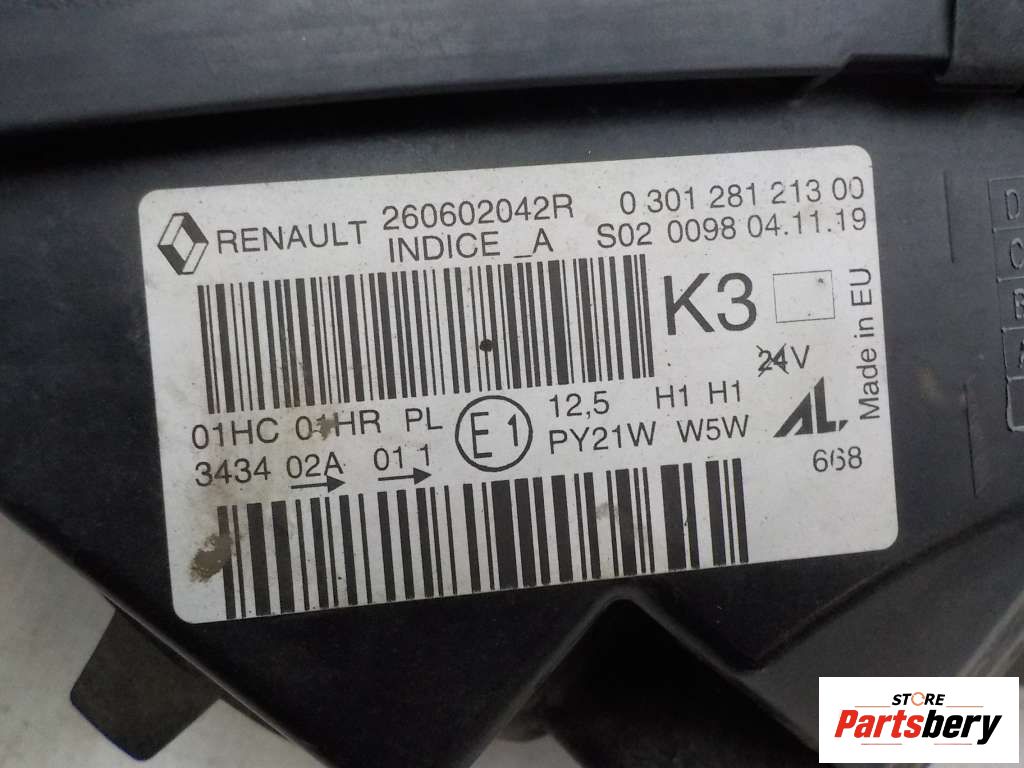 RENAULT 260602042R 0 301 281 213 00
INDICE _A S02 0098 04.11.19
K3
Made in EU
24V
01HC 01HR PL E1 12,5 H1 H1
3434 02A 01 1 PY21W W5W AL
668
STORE
Partsbery